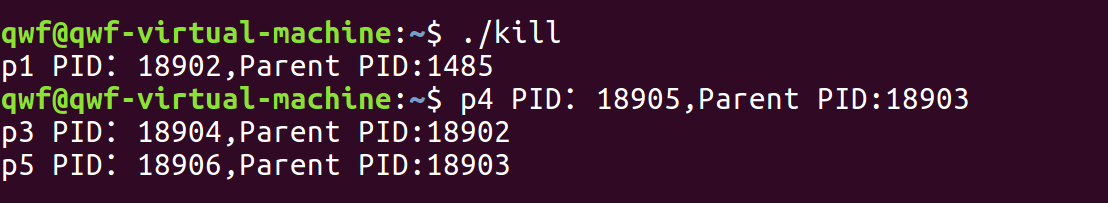 qwf@qwf-virtual-machine:~$ ./kill
p1 PID： 18902,Parent PID:1485
qwf@qwf-virtual-machine:~$ p4 PID： 18905,Parent PID:18903
p3 PID： 18904,Parent PID:18902
p5 PID： 18906,Parent PID:18903